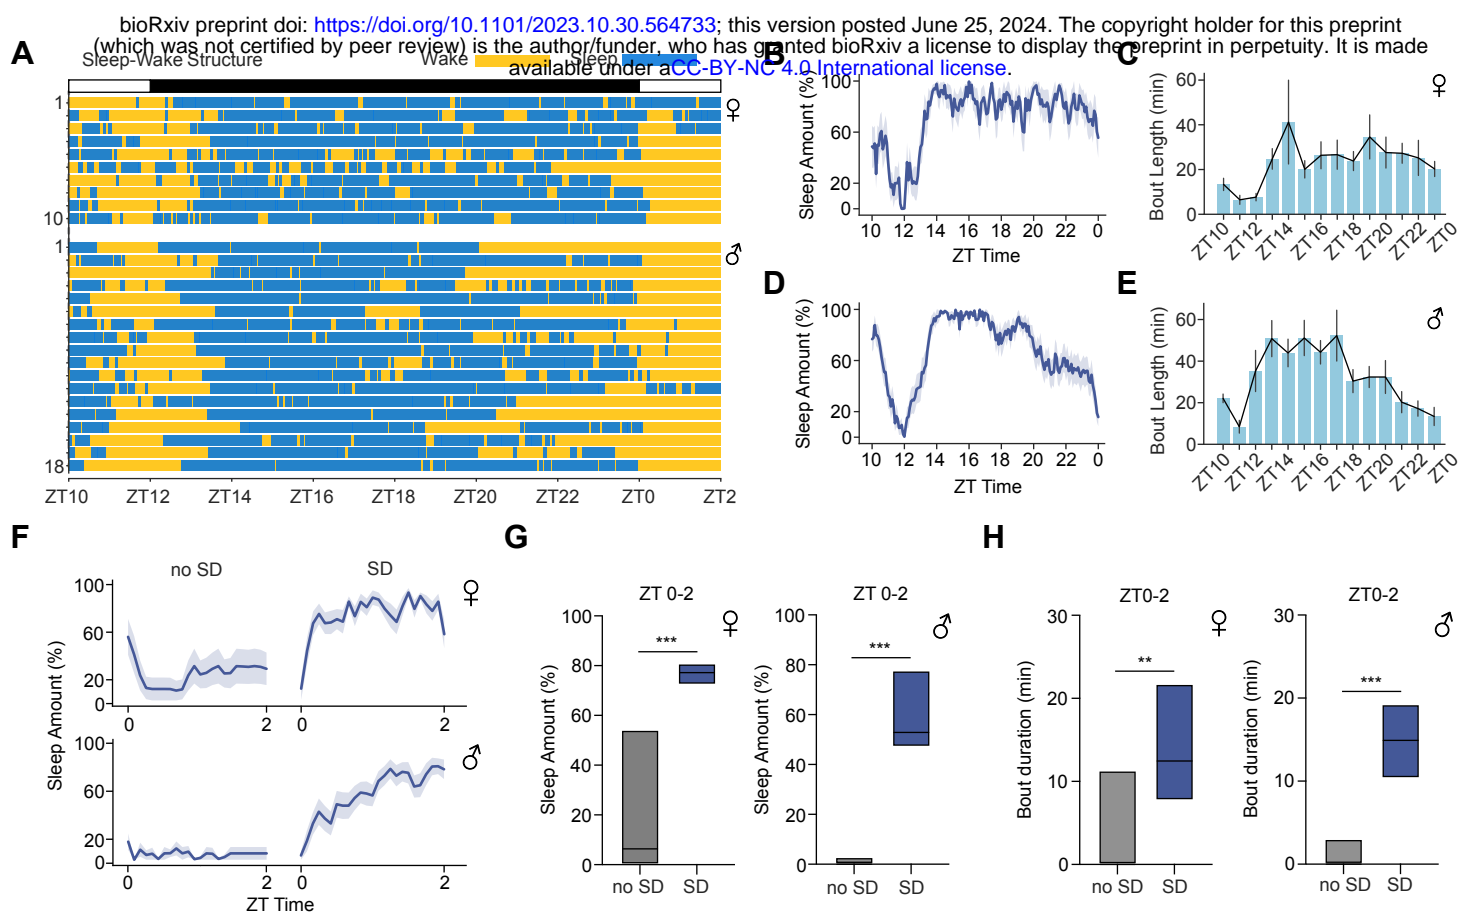 bioRxiv preprint doi: https://doi.org/10.1101/2023.10.30.564733; this version posted June 25, 2024. The copyright holder for this preprint
(which was not certified by peer review) is the author/funder, who has granted bioRxiv a license to display the preprint in perpetuity. It is made
available under aCC-BY-NC 4.0 International license.
A
Sleep-Wake Structure
Wake
Sleep
1
♀
10
1
♂
18
ZT10 ZT12 ZT14 ZT16 ZT18 ZT20 ZT22 ZT0 ZT2
B
Sleep Amount (%)
100
60
20
0
10 12 14 16 18 20 22 0
ZT Time
C
♀
Bout Length (min)
60
40
20
0
ZT10 ZT12 ZT14 ZT16 ZT18 ZT20 ZT22 ZT0
D
Sleep Amount (%)
100
60
20
0
10 12 14 16 18 20 22 0
ZT Time
E
♂
Bout Length (min)
60
40
20
0
ZT10 ZT12 ZT14 ZT16 ZT18 ZT20 ZT22 ZT0
F
no SD SD
♀
Sleep Amount (%)
100
60
20
0
0 2 0 2
♂
100
60
20
0
0 2 0 2
ZT Time
G
ZT 0-2
♀
***
Sleep Amount (%)
100
80
60
40
20
0
no SD SD
ZT 0-2
♂
***
Sleep Amount (%)
100
80
60
40
20
0
no SD SD
H
ZT0-2
♀
**
Bout duration (min)
30
20
10
0
no SD SD
ZT0-2
♂
***
Bout duration (min)
30
20
10
0
no SD SD